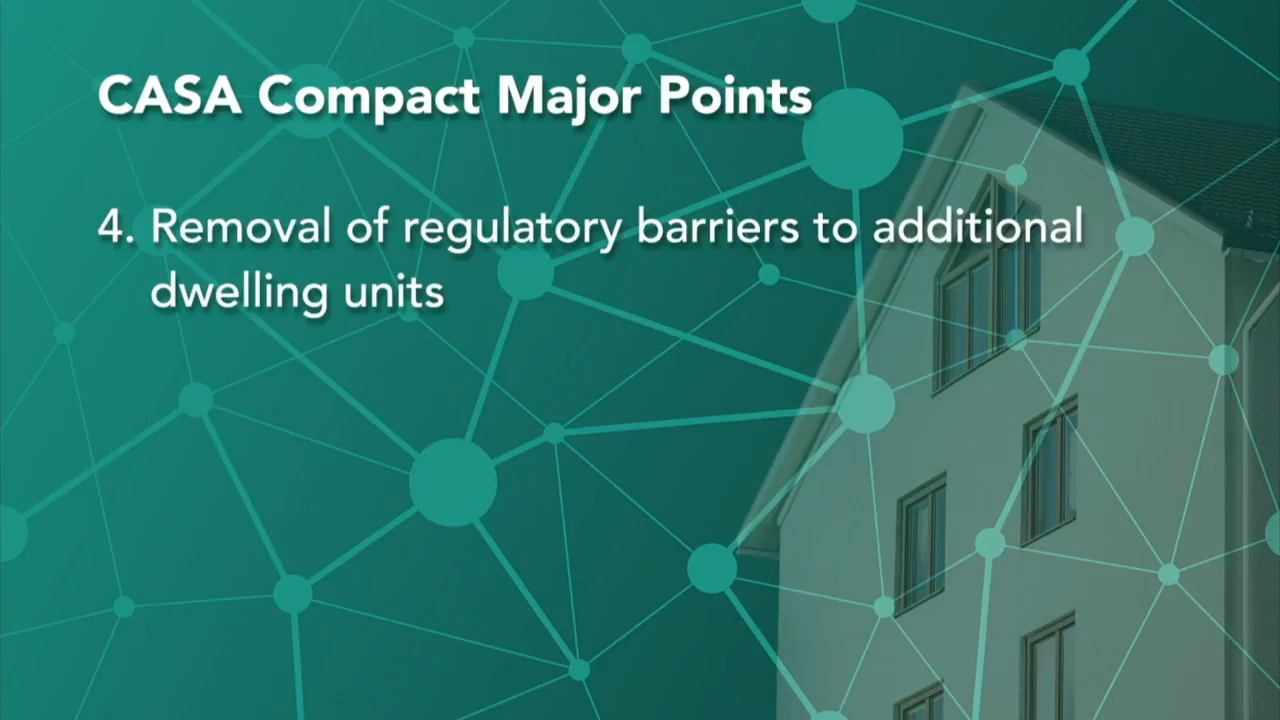 CASA Compact Major Points
4. Removal of regulatory barriers to additional
dwelling units